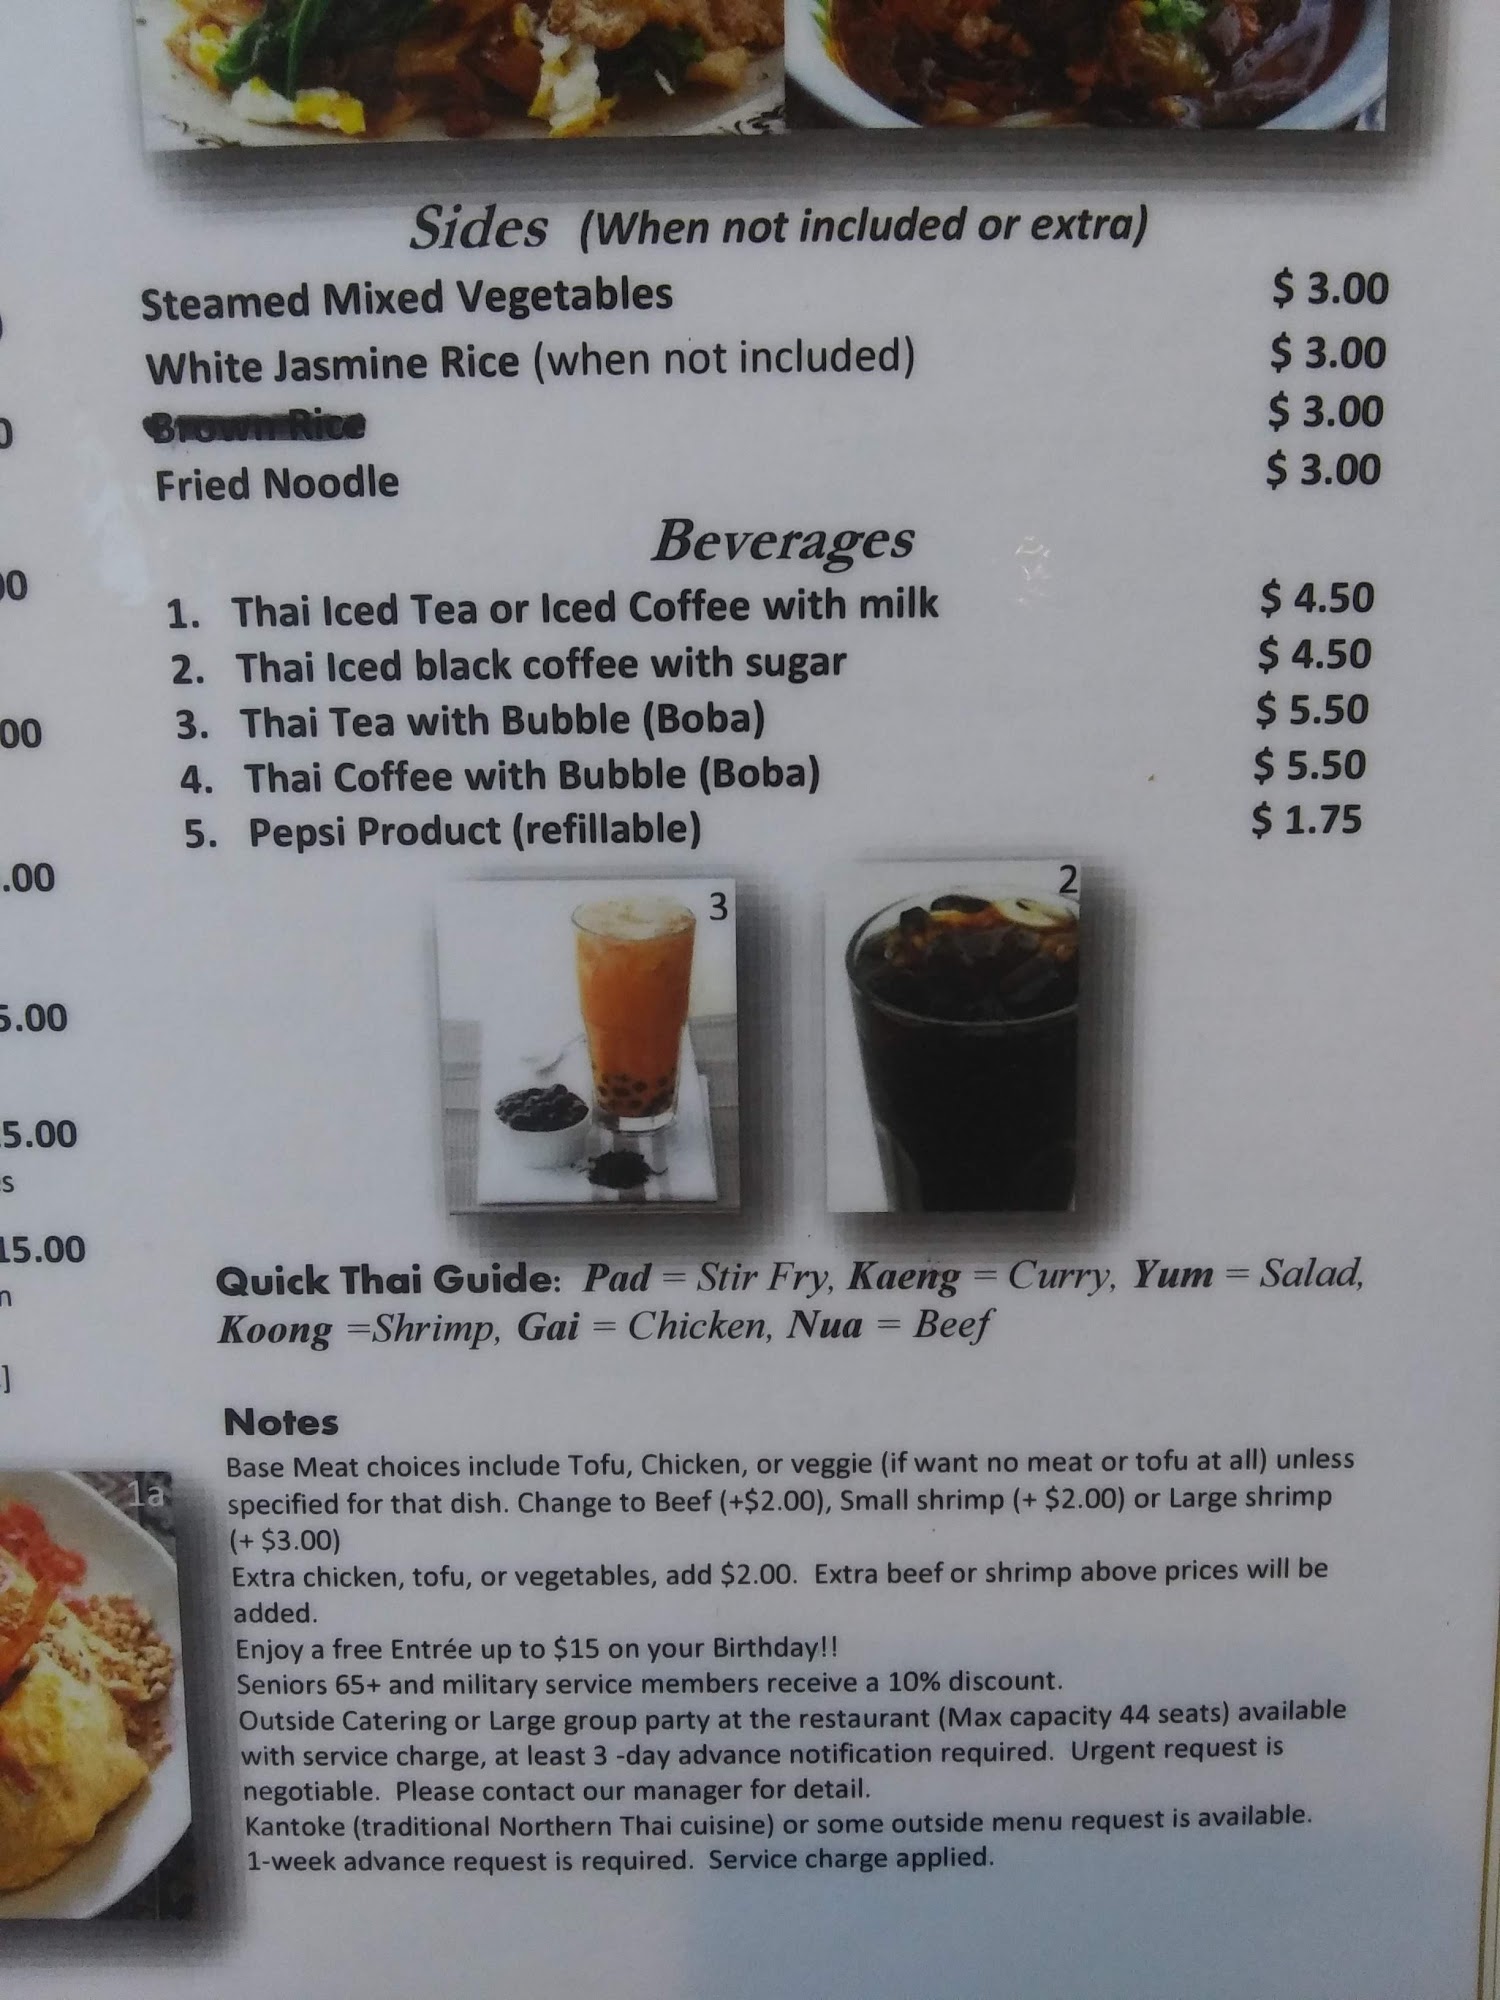 Sides (When not included or extra)
Steamed Mixed Vegetables $ 3.00
White Jasmine Rice (when not included) $ 3.00
Brown Rice $ 3.00
Fried Noodle $ 3.00
Beverages
1. Thai Iced Tea or Iced Coffee with milk $ 4.50
2. Thai Iced black coffee with sugar $ 4.50
3. Thai Tea with Bubble (Boba) $ 5.50
4. Thai Coffee with Bubble (Boba) $ 5.50
5. Pepsi Product (refillable) $ 1.75
.00
5.00
5.00
15.00
3
2
Quick Thai Guide: Pad = Stir Fry, Kaeng = Curry, Yum = Salad,
Koong =Shrimp, Gai = Chicken, Nua = Beef
1a
Notes
Base Meat choices include Tofu, Chicken, or veggie (if want no meat or tofu at all) unless
specified for that dish. Change to Beef (+$2.00), Small shrimp (+ $2.00) or Large shrimp
(+ $3.00)
Extra chicken, tofu, or vegetables, add $2.00. Extra beef or shrimp above prices will be
added.
Enjoy a free Entrée up to $15 on your Birthday!!
Seniors 65+ and military service members receive a 10% discount.
Outside Catering or Large group party at the restaurant (Max capacity 44 seats) available
with service charge, at least 3 -day advance notification required. Urgent request is
negotiable. Please contact our manager for detail.
Kantoke (traditional Northern Thai cuisine) or some outside menu request is available.
1-week advance request is required. Service charge applied.